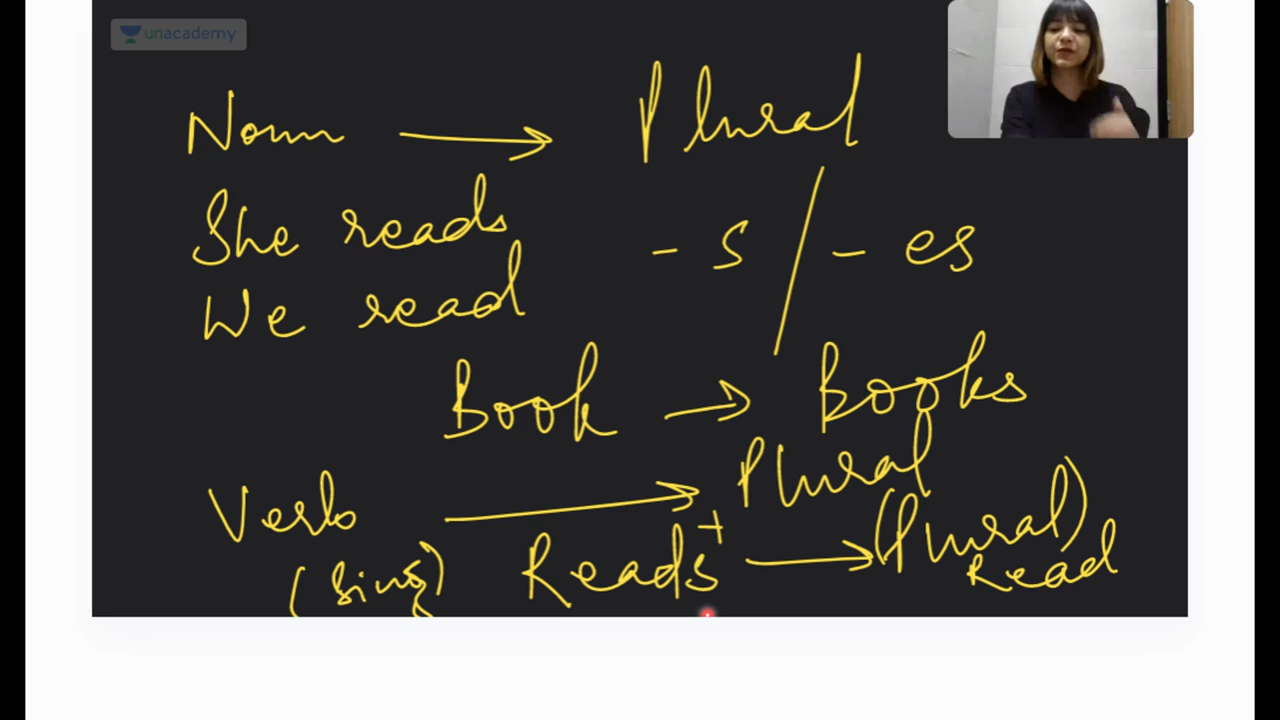 unacademy
Noun → Plural
She reads - s / - es
We read
Book → Books
Verb → Plural
(Sing) Reads → (Plural)
Read